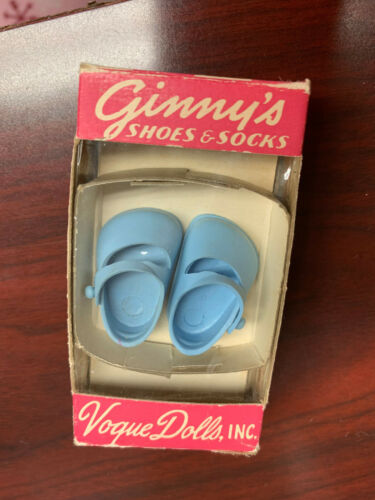 Ginny's
SHOES & SOCKS
Vogue Dolls, INC.